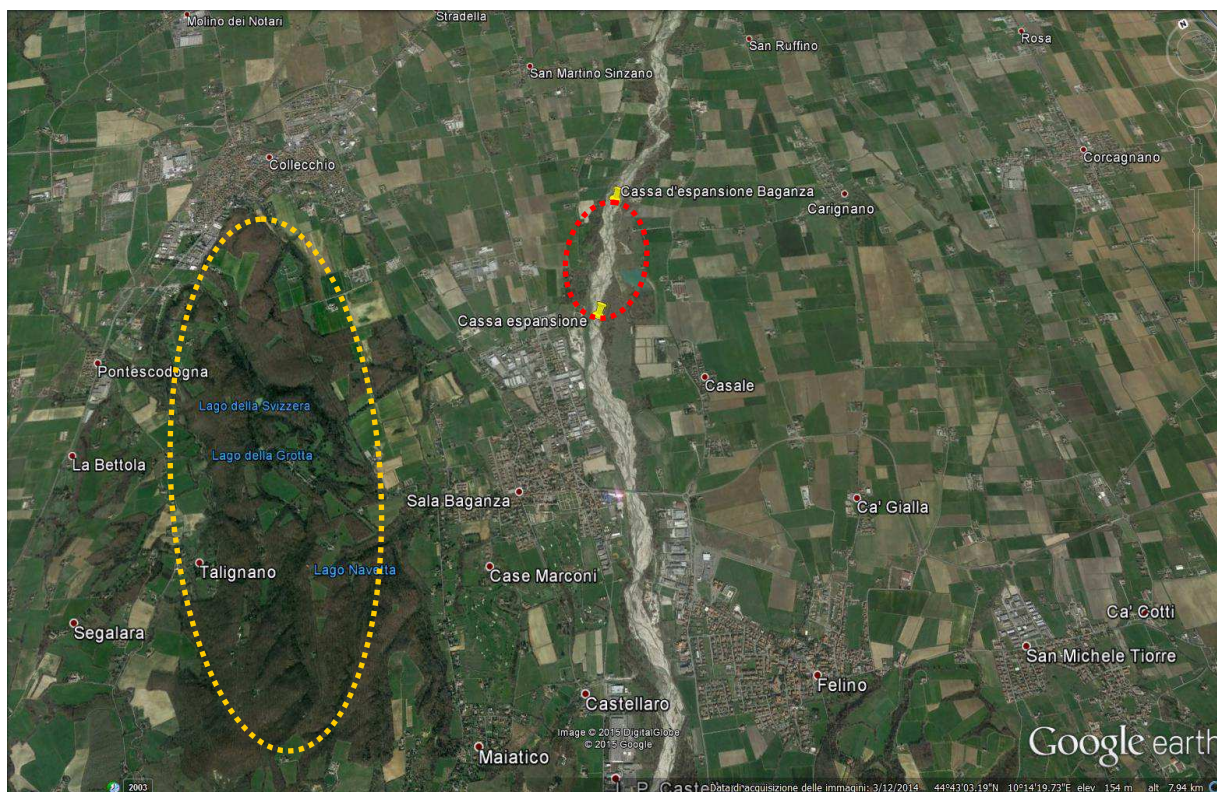 Molino dei Notari
Stradella
San Ruffino
Rosa
San Martino Sinzano
N
Collecchio
Corcagnano
Cassa d'espansione Baganza
Carignano
Cassa espansione
Pontescodogna
Casale
Lago della Svizzera
La Bettola
Lago della Grotta
Sala Baganza
Ca' Gialla
Talignano
Lago Navetta
Case Marconi
Segalara
Ca' Cotti
San Michele Tiorre
Felino
Castellaro
Image © 2015 DigitalGlobe
© 2015 Google
Maiatico
Google earth
2003
Data di acquisizione delle immagini: 3/12/2014 44°43'03.19"N 10°14'19.73"E elev 154 m alt 7.94 km